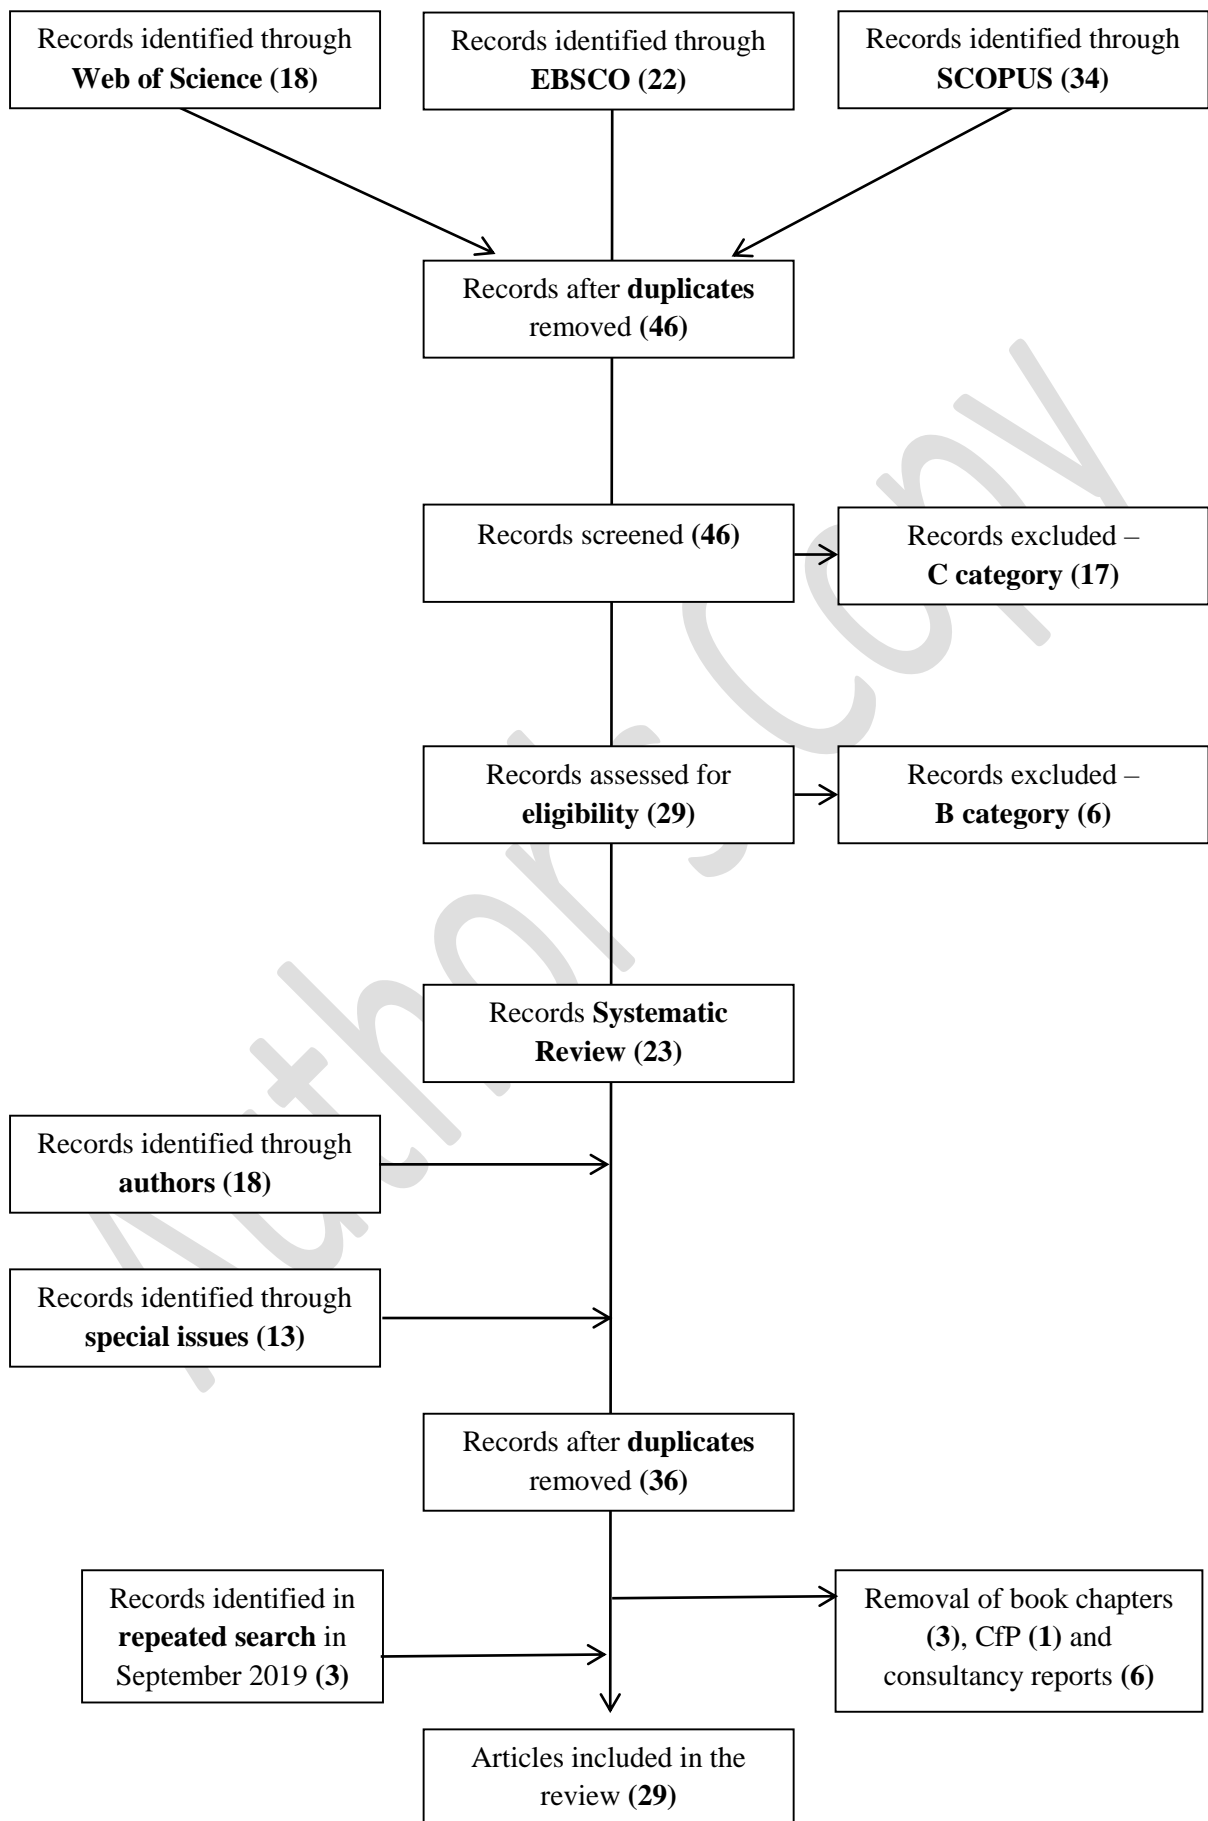 Records identified through
Web of Science (18)
Records identified through
EBSCO (22)
Records identified through
SCOPUS (34)
Records after duplicates
removed (46)
Records screened (46)
Records excluded –
C category (17)
Records assessed for
eligibility (29)
Records excluded –
B category (6)
Records Systematic
Review (23)
Records identified through
authors (18)
Records identified through
special issues (13)
Records after duplicates
removed (36)
Records identified in
repeated search in
September 2019 (3)
Removal of book chapters
(3), CfP (1) and
consultancy reports (6)
Articles included in the
review (29)
Author's Copy